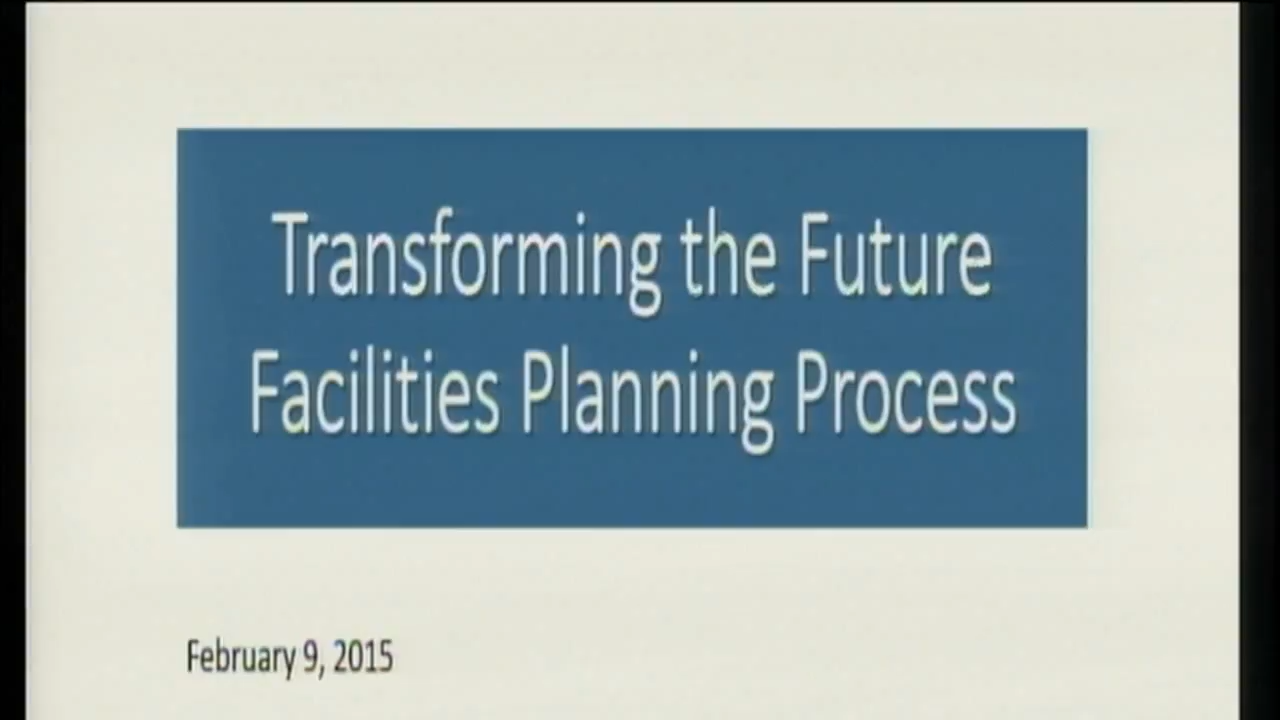 Transforming the Future
Facilities Planning Process
February 9, 2015